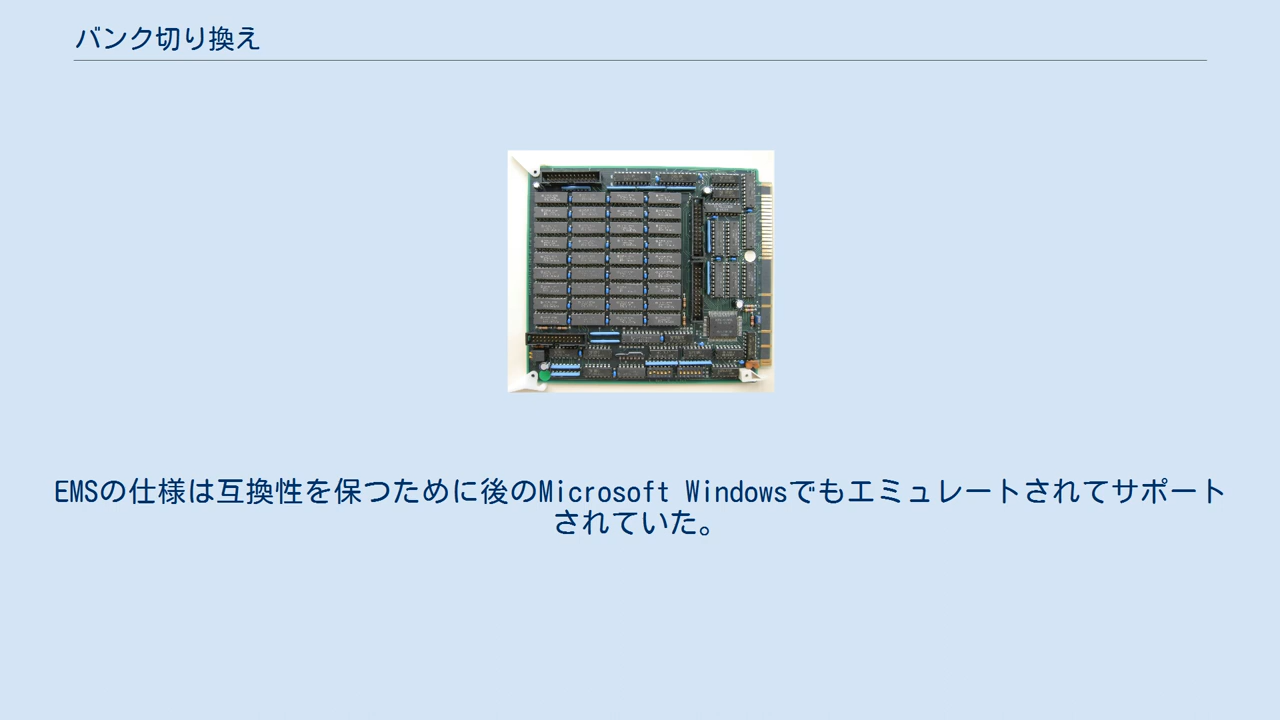 バンク切り換え
EMSの仕様は互換性を保つために後のMicrosoft Windowsでもエミュレートされてサポート
されていた。